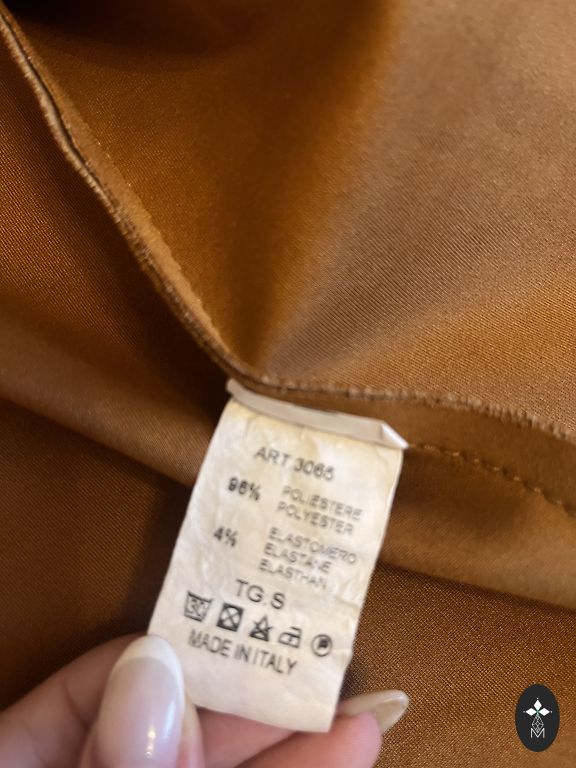 ART 3065
96% POLIESTERE
POLYESTER
4% ELASTOMERO
ELASTANE
ELASTHAN
TG.S
30
P
MADE IN ITALY
M